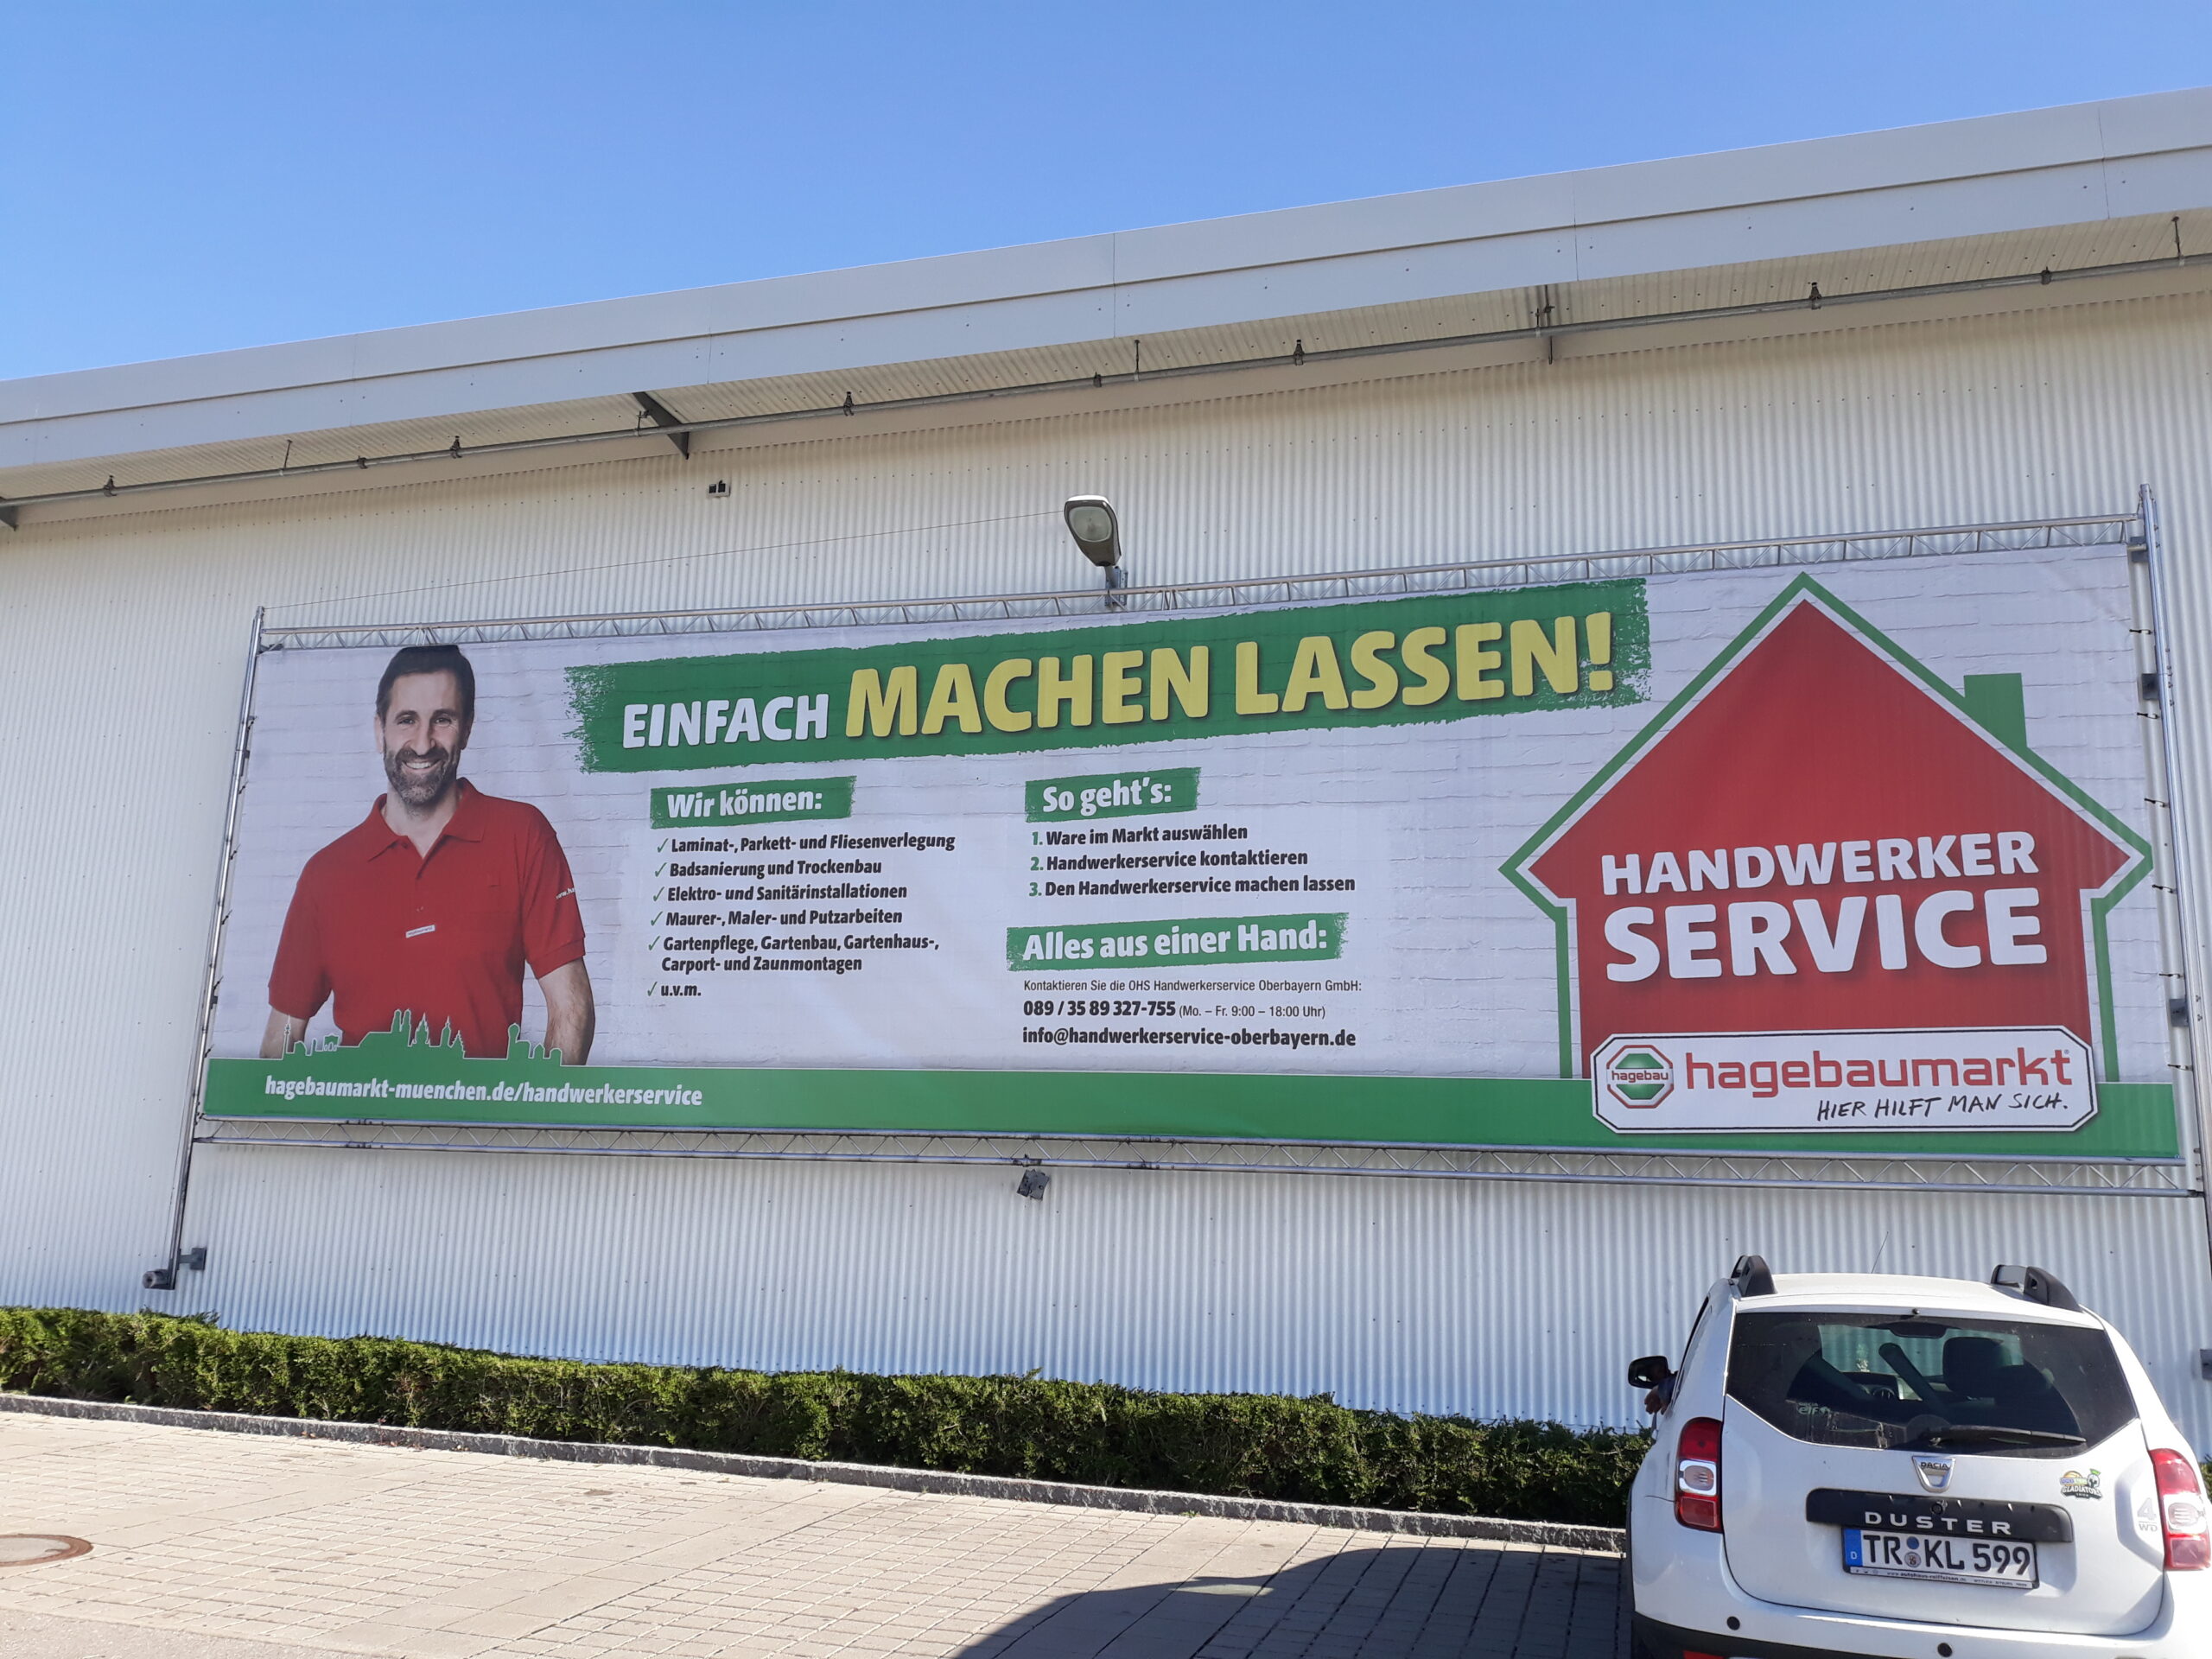 EINFACH MACHEN LASSEN!
Wir können:
✓ Laminat-, Parkett- und Fliesenverlegung
✓ Badsanierung und Trockenbau
✓ Elektro- und Sanitärinstallationen
✓ Maurer-, Maler- und Putzarbeiten
✓ Gartenpflege, Gartenbau, Gartenhaus-,
Carport- und Zaunmontagen
✓ u.v.m.
So geht's:
1. Ware im Markt auswählen
2. Handwerkerservice kontaktieren
3. Den Handwerkerservice machen lassen
Alles aus einer Hand:
Kontaktieren Sie die OHS Handwerkerservice Oberbayern GmbH:
089 / 35 89 327-755 (Mo. – Fr. 9:00 – 18:00 Uhr)
info@handwerkerservice-oberbayern.de
HANDWERKER
SERVICE
hagebau
hagebaumarkt
HIER HILFT MAN SICH.
hagebaumarkt-muenchen.de/handwerkerservice
DACIA
GLADIATORS
4
WD
DUSTER
D
TR KL 599